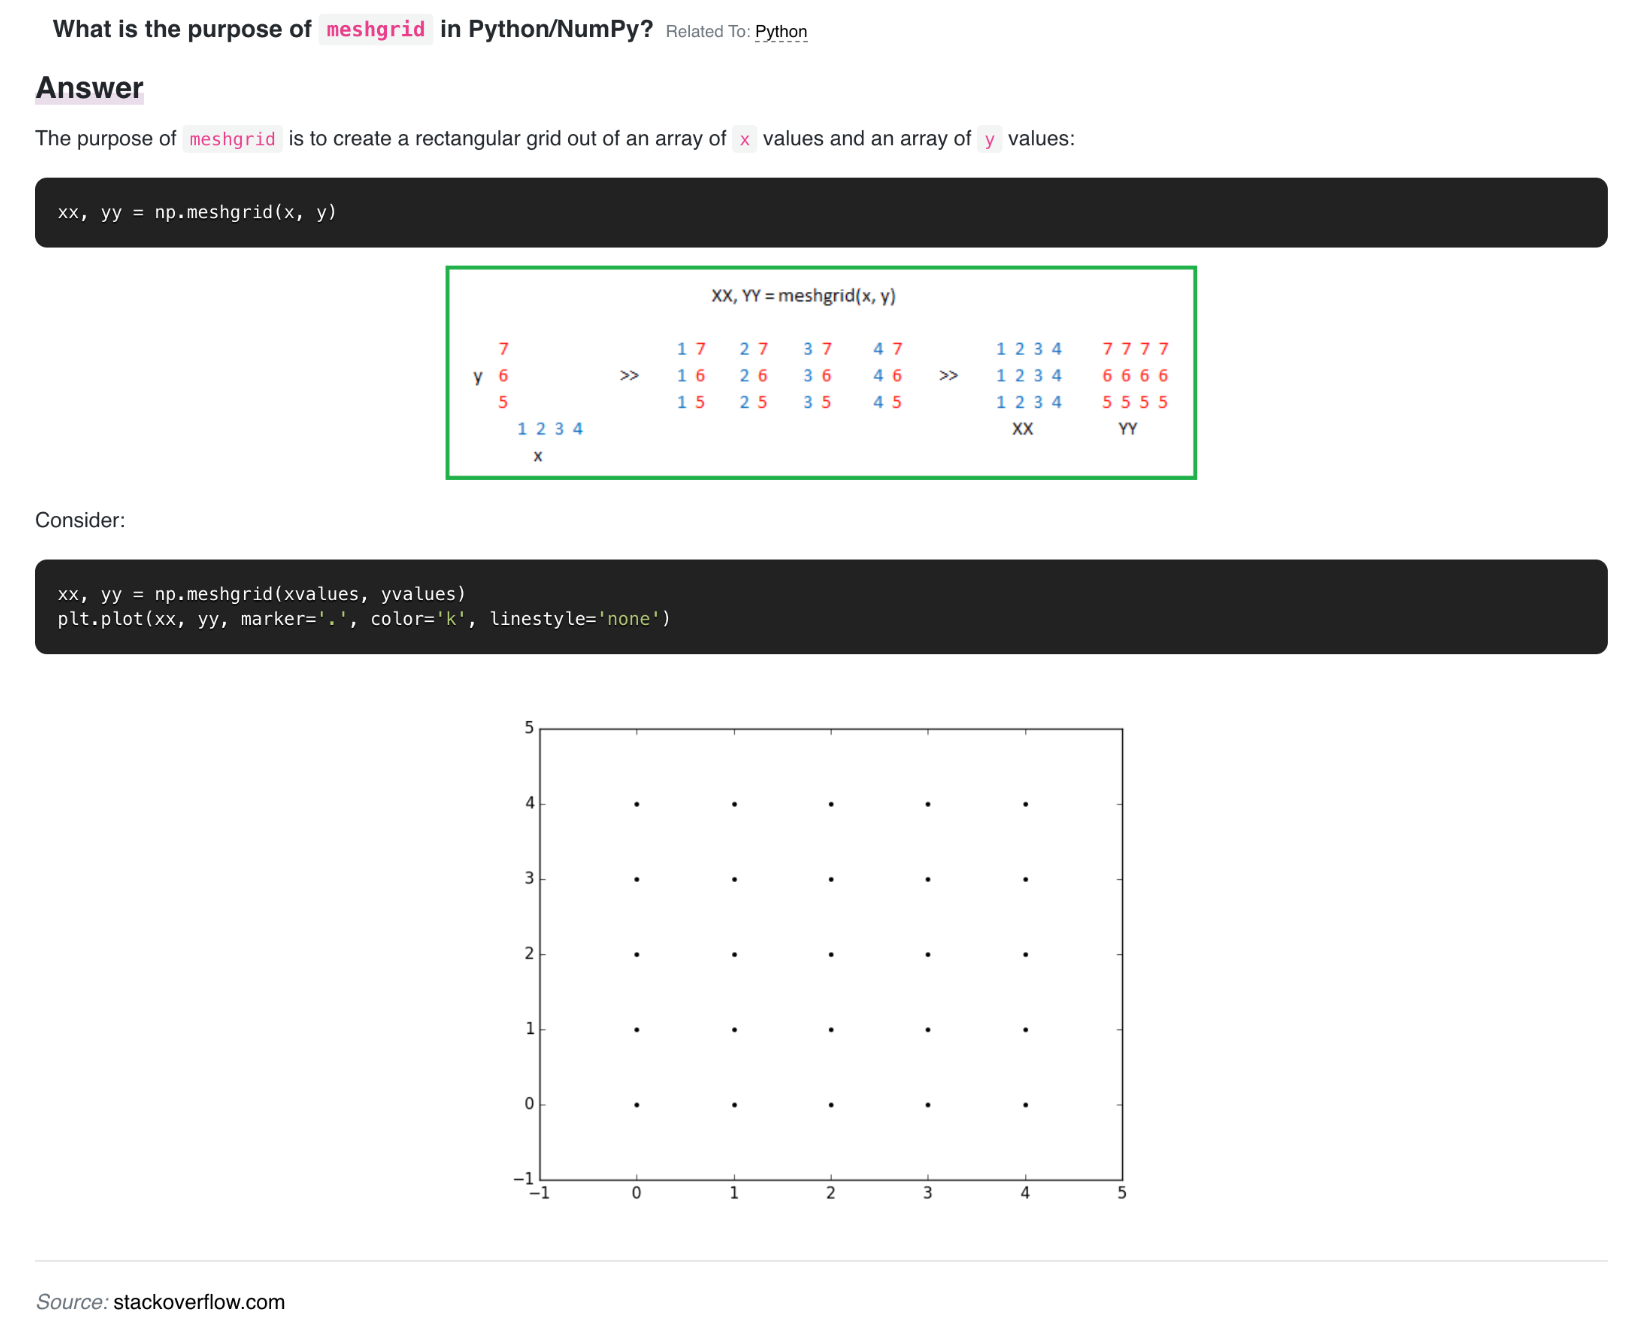 What is the purpose of meshgrid in Python/NumPy? Related To: Python
Answer
The purpose of meshgrid is to create a rectangular grid out of an array of x values and an array of y values:
xx, yy = np.meshgrid(x, y)
XX, YY = meshgrid(x, y)
7 1 7 2 7 3 7 4 7 1 2 3 4 7 7 7 7
y 6 >> 1 6 2 6 3 6 4 6 >> 1 2 3 4 6 6 6 6
5 1 5 2 5 3 5 4 5 1 2 3 4 5 5 5 5
1 2 3 4 XX YY
x
Consider:
xx, yy = np.meshgrid(xvalues, yvalues)
plt.plot(xx, yy, marker='.', color='k', linestyle='none')
5
4
3
2
1
0
−1
−1 0 1 2 3 4 5
Source: stackoverflow.com